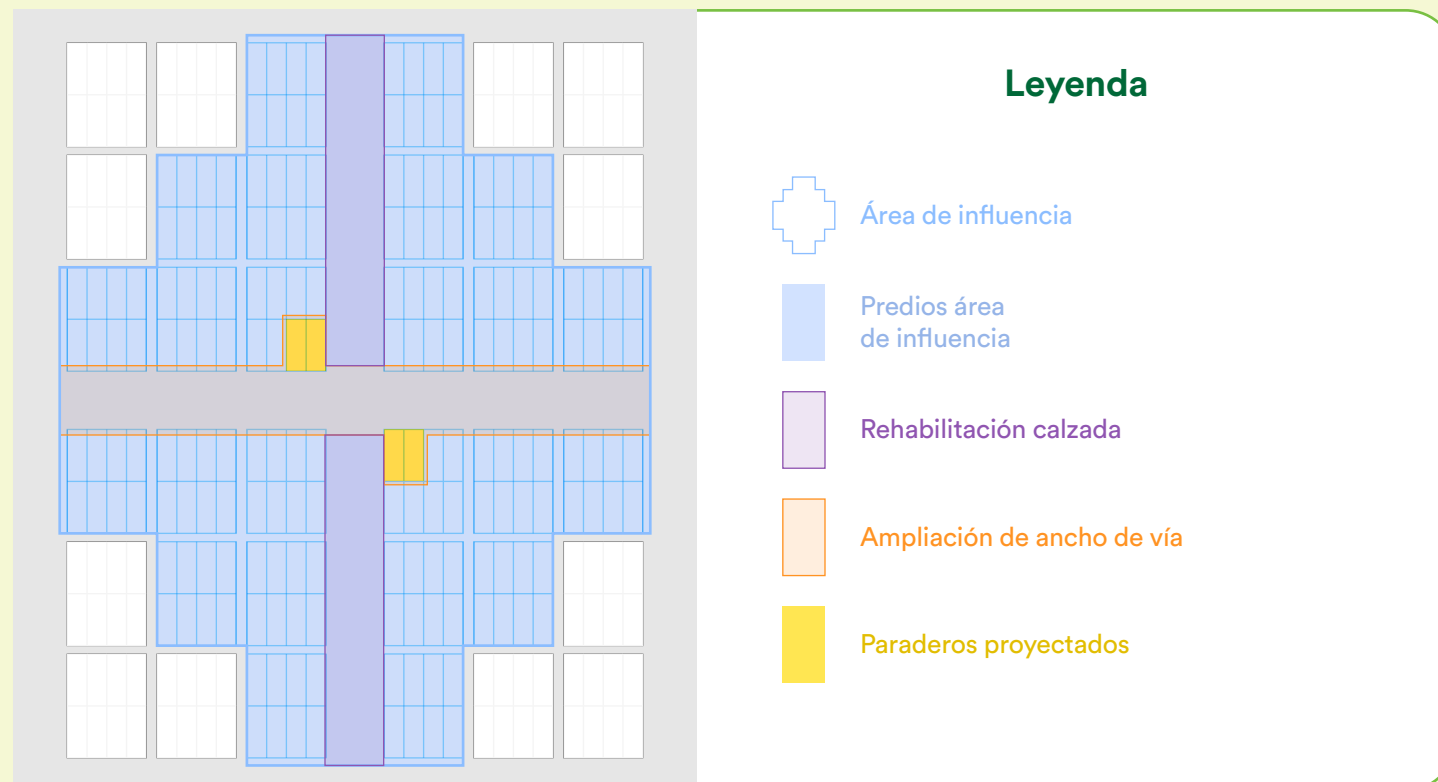 Leyenda
Área de influencia
Predios área
de influencia
Rehabilitación calzada
Ampliación de ancho de vía
Paraderos proyectados